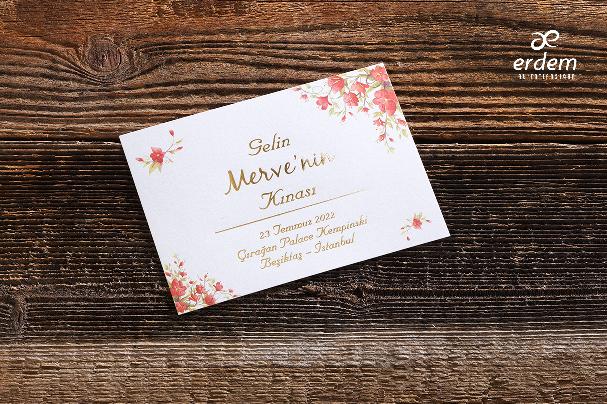 erdem
Gelin
Merve'nin
Kınası
23 Temmuz 2022
Çırağan Palace Kempinski
Beşiktaş – İstanbul